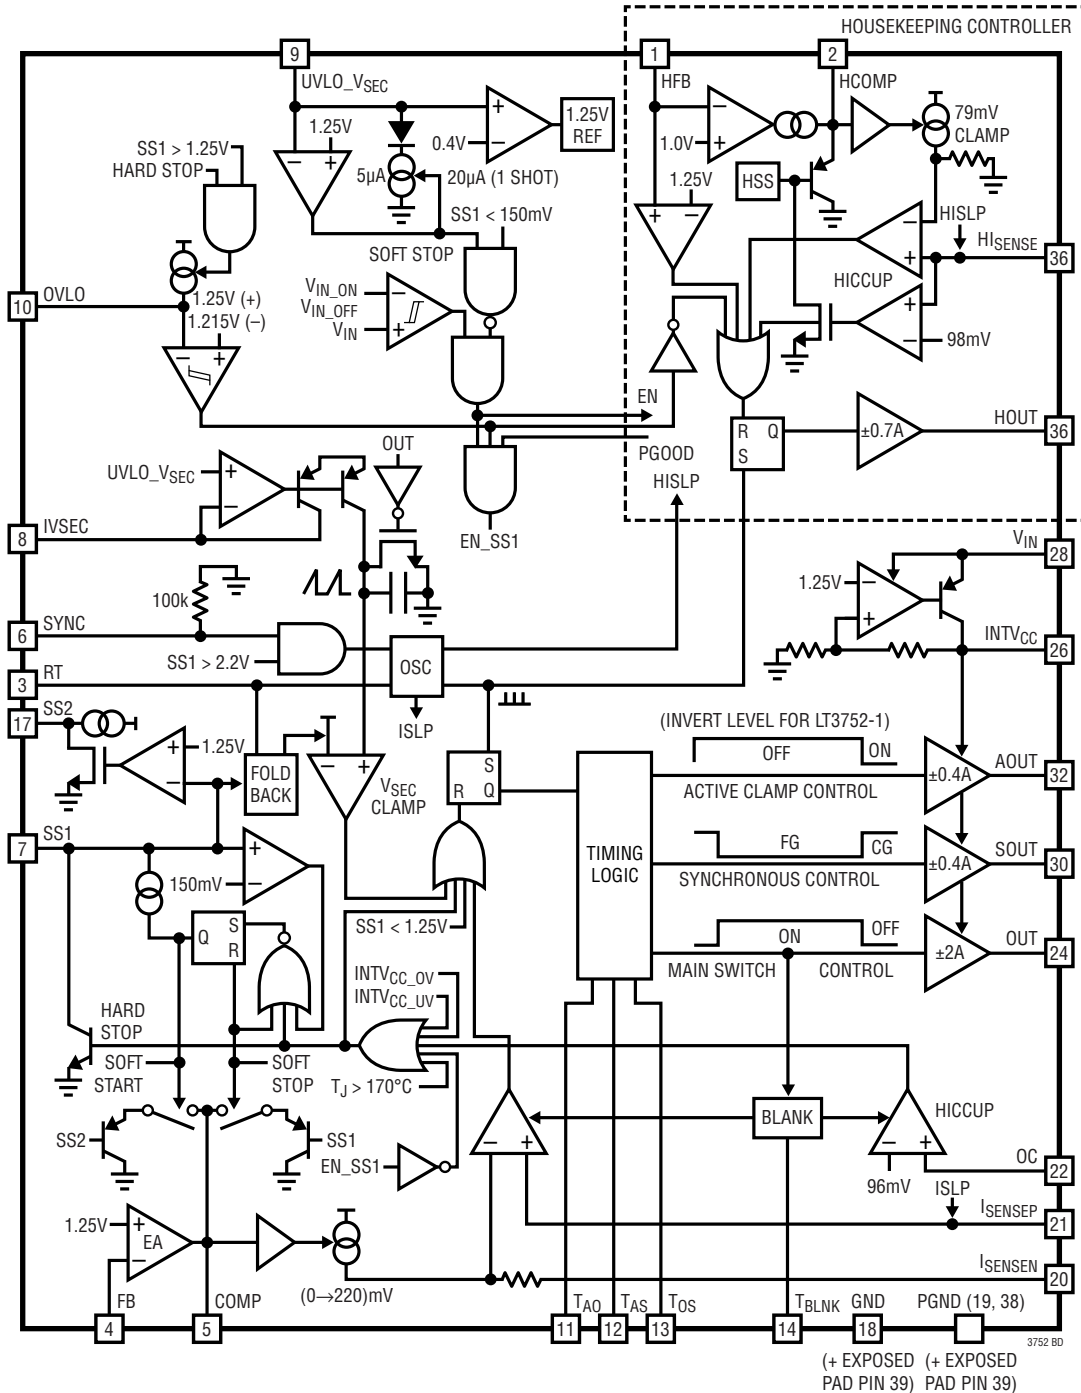 HOUSEKEEPING CONTROLLER
9
1
2
UVLO_VSEC
HFB
HCOMP
1.25V
0.4V
1.25V
REF
1.0V
79mV
CLAMP
SS1 > 1.25V
HARD STOP
5µA
20µA (1 SHOT)
HSS
1.25V
SS1 < 150mV
HISLP
HISENSE
36
SOFT STOP
10
OVLO
1.25V (+)
1.215V (–)
VIN_ON
VIN_OFF
VIN
HICCUP
98mV
EN
R Q
S
±0.7A
HOUT
36
PGOOD
HISLP
OUT
UVLO_VSEC
8
IVSEC
EN_SS1
VIN
28
1.25V
100k
6
SYNC
INTVCC
26
SS1 > 2.2V
OSC
3
RT
ISLP
17
SS2
1.25V
FOLD
BACK
VSEC
CLAMP
S
R Q
(INVERT LEVEL FOR LT3752-1)
OFF
ON
±0.4A
AOUT
32
ACTIVE CLAMP CONTROL
7
SS1
150mV
TIMING
LOGIC
FG
CG
±0.4A
SOUT
30
SYNCHRONOUS CONTROL
SS1 < 1.25V
Q
S
R
ON
OFF
±2A
OUT
24
MAIN SWITCH
CONTROL
INTVCC_OV
INTVCC_UV
HARD
STOP
SOFT
START
SOFT
STOP
TJ > 170°C
BLANK
HICCUP
SS2
SS1
EN_SS1
96mV
OC
22
ISLP
ISENSEP
21
1.25V
EA
ISENSEN
20
(0→220)mV
FB
COMP
TAO
TAS
TOS
TBLNK
GND
PGND (19, 38)
4
5
11
12
13
14
18
3752 BD
(+ EXPOSED
PAD PIN 39)
(+ EXPOSED
PAD PIN 39)